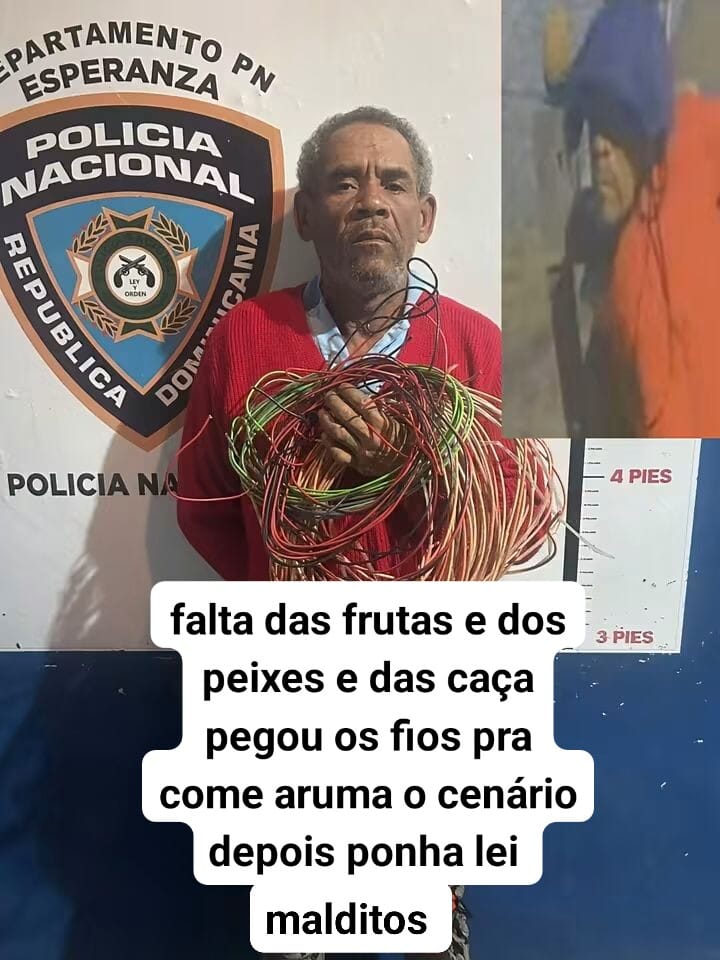 EPARTAMENTO PN
ESPERANZA
POLICIA
NACIONAL
REPUBLICA DOMINICANA
LEY
Y
ORDEN
POLICIA NA
4 PIES
3 PIES
falta das frutas e dos
peixes e das caça
pegou os fios pra
come aruma o cenário
depois ponha lei
malditos